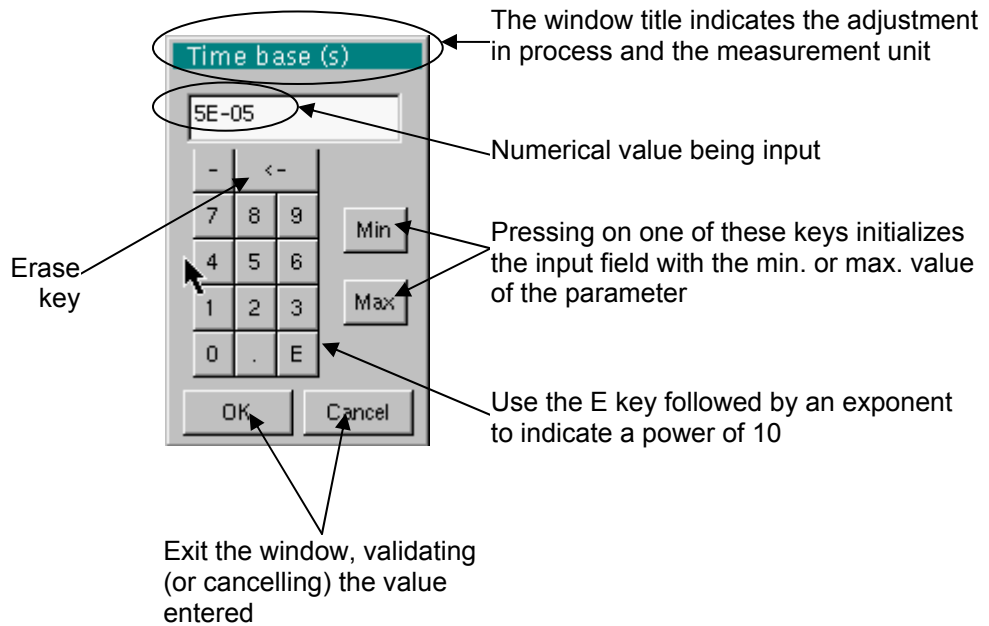 The window title indicates the adjustment
in process and the measurement unit
Time base (s)
5E-05
Numerical value being input
- <-
7 8 9
Min
Pressing on one of these keys initializes
the input field with the min. or max. value
of the parameter
Erase
key
4 5 6
1 2 3
Max
0 . E
OK Cancel
Use the E key followed by an exponent
to indicate a power of 10
Exit the window, validating
(or cancelling) the value
entered